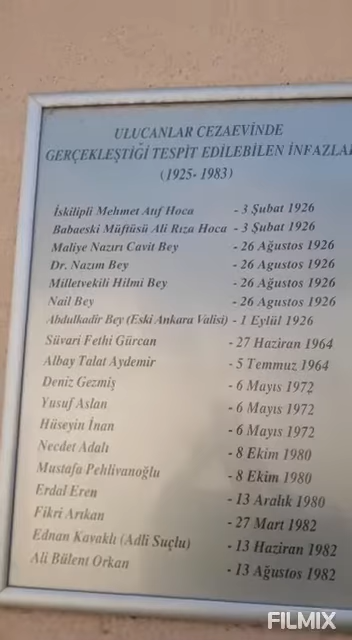 ULUCANLAR CEZAEVİNDE
GERÇEKLEŞTİĞİ TESPİT EDİLEBİLEN İNFAZLA
(1925- 1983)
İskilipli Mehmet Atıf Hoca - 3 Şubat 1926
Babaeski Müftüsü Ali Rıza Hoca - 3 Şubat 1926
Maliye Nazırı Cavit Bey - 26 Ağustos 1926
Dr. Nazım Bey - 26 Ağustos 1926
Milletvekili Hilmi Bey - 26 Ağustos 1926
Nail Bey - 26 Agustos 1926
Abdulkadir Bey (Eski Ankara Valisi) - 1 Eylül 1926
Süvari Fethi Gürcan - 27 Haziran 1964
Albay Talat Aydemir - 5 Temmuz 1964
Deniz Gezmiş - 6 Mayıs 1972
Yusuf Aslan - 6 Mayıs 1972
Hüseyin İnan - 6 Mayıs 1972
Necdet Adalı - 8 Ekim 1980
Mustafa Pehlivanoğlu - 8 Ekim 1980
Erdal Eren - 13 Aralık 1980
Fikri Arıkan - 27 Mart 1982
Ednan Kavaklı (Adli Suçlu) - 13 Haziran 1982
Ali Bülent Orkan - 13 Ağustos 1982
FILMIX